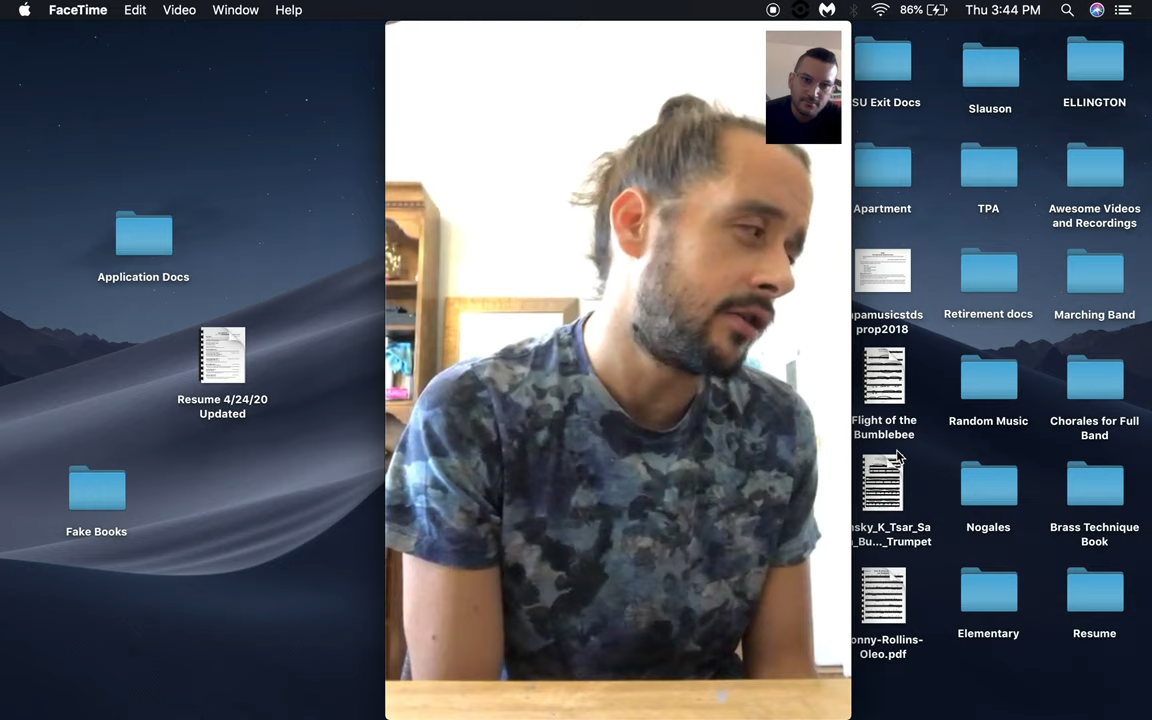 FaceTime Edit Video Window Help 86% Thu 3:44 PM
SU Exit Docs
Slauson
ELLINGTON
Apartment
TPA
Awesome Videos
and Recordings
Application Docs
pamusicstds
prop2018
Retirement docs
Marching Band
Resume 4/24/20
Updated
Flight of the
Bumblebee
Random Music
Chorales for Full
Band
Fake Books
nsky_K_Tsar_Sa
_Bu..._Trumpet
Nogales
Brass Technique
Book
onny-Rollins-
Oleo.pdf
Elementary
Resume